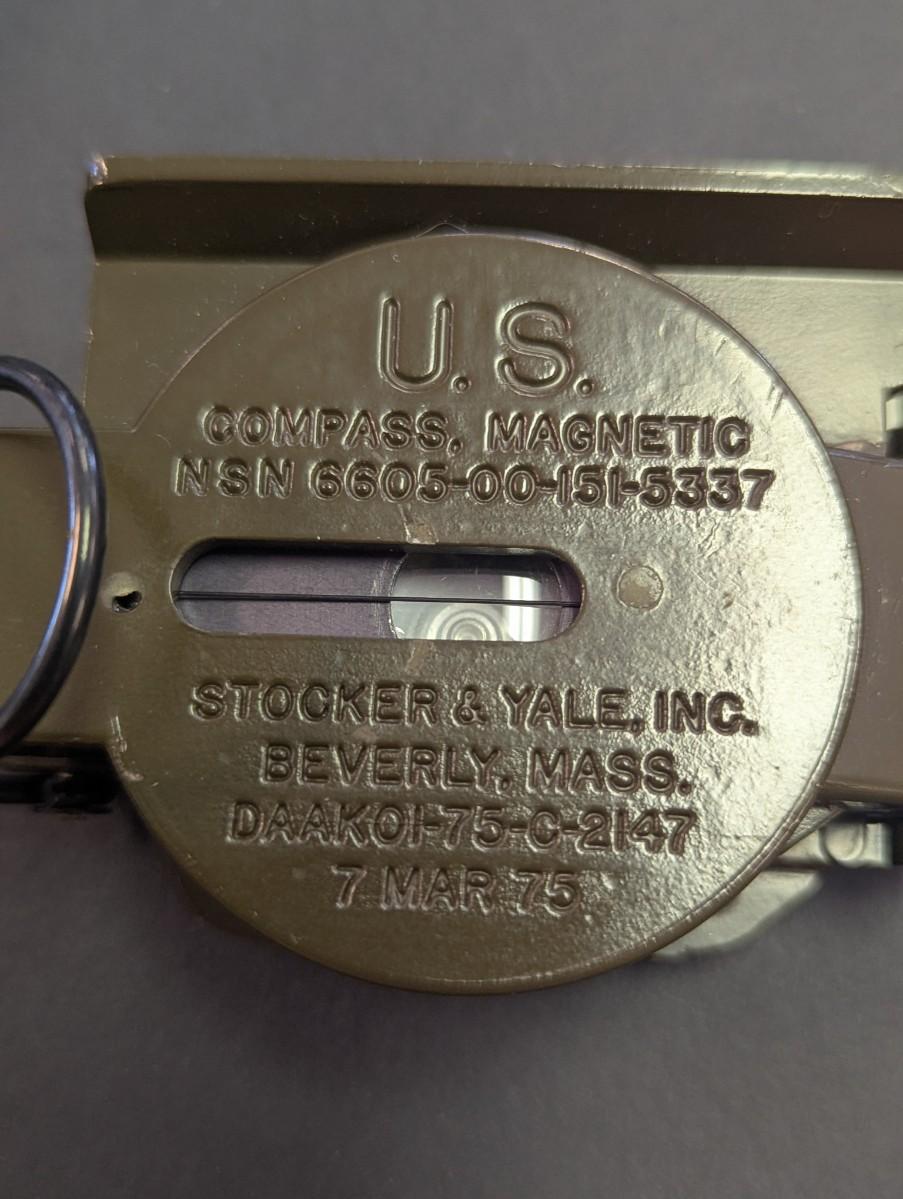 U. S.
COMPASS, MAGNETIC
NSN 6605-00-151-5337
STOCKER & YALE, INC.
BEVERLY, MASS.
DAAK01-75-C-2147
7 MAR 75